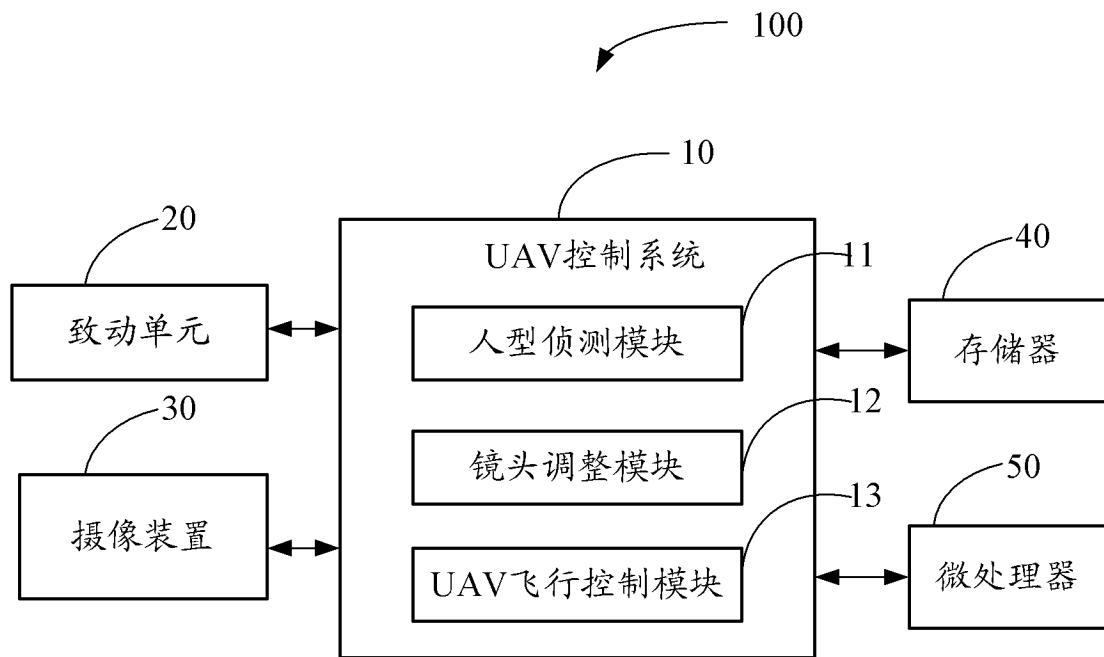 100
10
20
UAV控制系统
11
40
致动单元
人型侦测模块
存储器
30
12
镜头调整模块
13
50
摄像装置
UAV飞行控制模块
微处理器